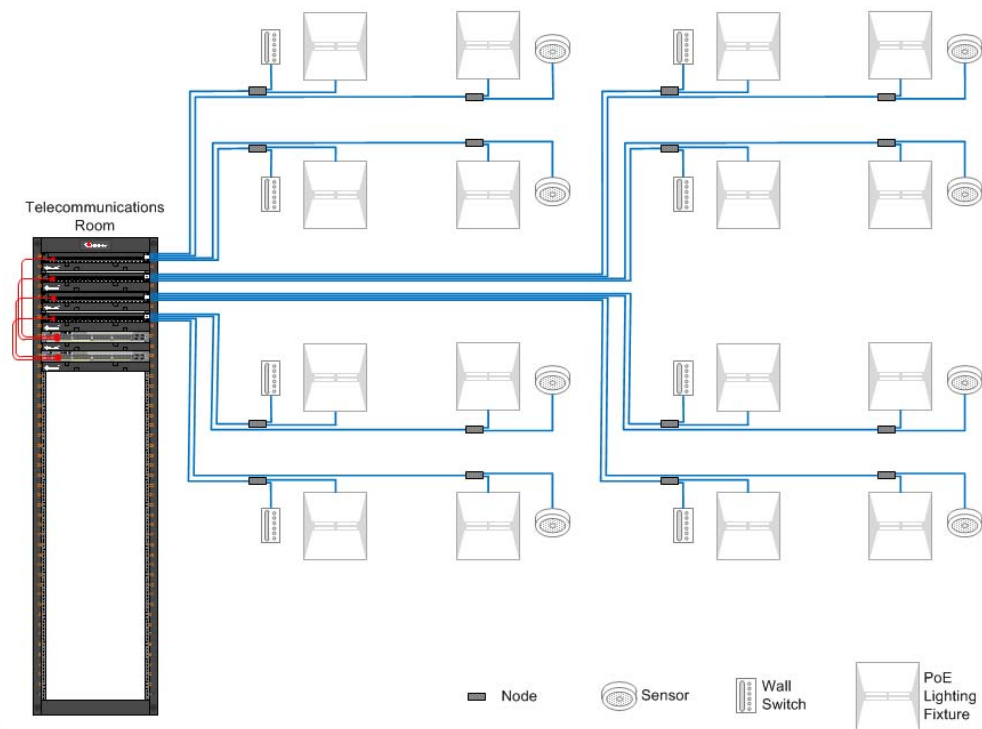 Telecommunications
Room
Node
Sensor
Wall
Switch
PoE
Lighting
Fixture